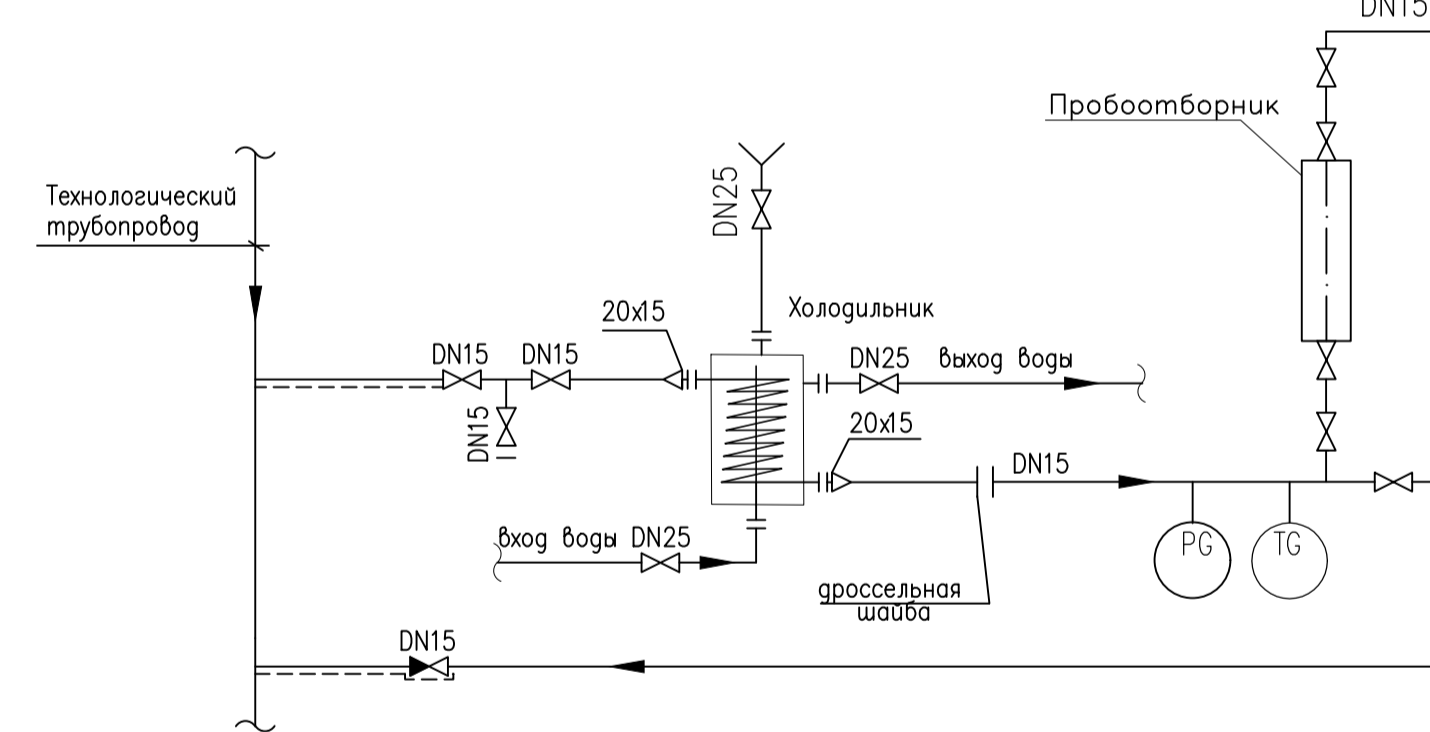 DN15
Пробоотборник
Технологический
трубопровод
DN25
20x15
Холодильник
DN15
DN15
DN25
выход воды
DN15
20x15
DN15
вход воды DN25
PG
TG
дроссельная
шайба
DN15